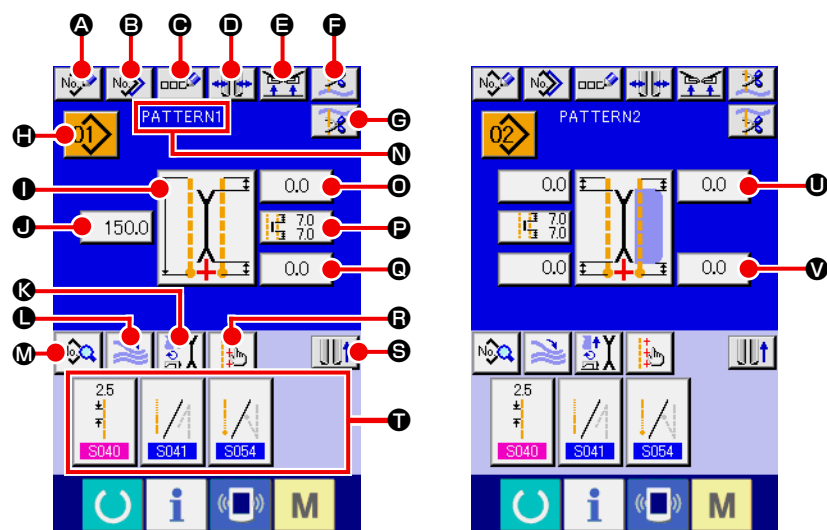 A B C D E F
No. No.
No. No.
G
H 01 PATTERN1
02 PATTERN2
N
I 0.0 O
0.0 0.0 U
J 150.0 7.0 7.0 P
7.0 7.0
Q 0.0
0.0 0.0 V
K
L R
M No. S
No.
T
2.5
S040 S041 S054
2.5
S040 S041 S054
i M
i M